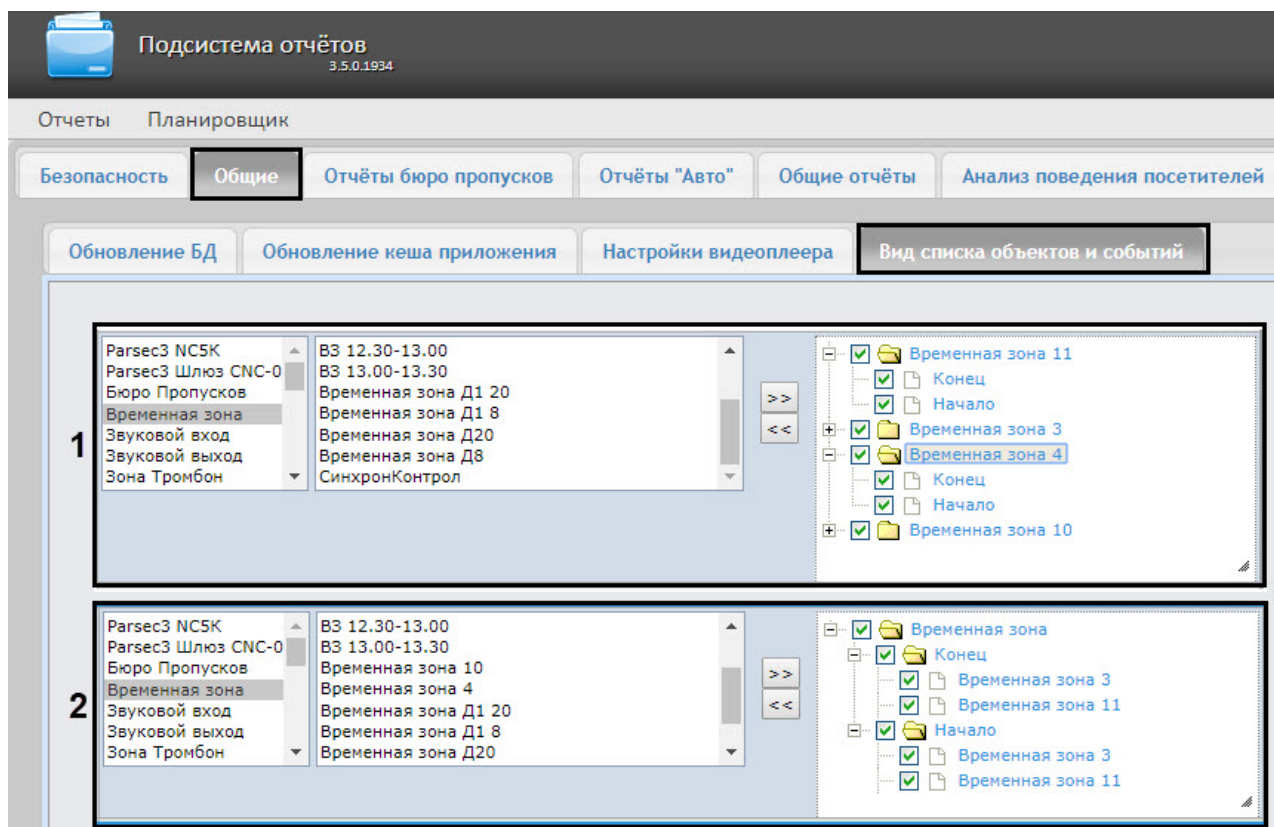 Подсистема отчётов
3.5.0.1934
Отчеты Планировщик
Безопасность Общие Отчёты бюро пропусков Отчёты "Авто" Общие отчёты Анализ поведения посетителей
Обновление БД Обновление кеша приложения Настройки видеоплеера Вид списка объектов и событий
1
Parsec3 NC5K
Parsec3 Шлюз CNC-0
Бюро Пропусков
Временная зона
Звуковой вход
Звуковой выход
Зона Тромбон
ВЗ 12.30-13.00
ВЗ 13.00-13.30
Временная зона Д1 20
Временная зона Д1 8
Временная зона Д20
Временная зона Д8
СинхронКонтрол
>>
<<
Временная зона 11
Конец
Начало
Временная зона 3
Временная зона 4
Конец
Начало
Временная зона 10
2
Parsec3 NC5K
Parsec3 Шлюз CNC-0
Бюро Пропусков
Временная зона
Звуковой вход
Звуковой выход
Зона Тромбон
ВЗ 12.30-13.00
ВЗ 13.00-13.30
Временная зона 10
Временная зона 4
Временная зона Д1 20
Временная зона Д1 8
Временная зона Д20
>>
<<
Временная зона
Конец
Временная зона 3
Временная зона 11
Начало
Временная зона 3
Временная зона 11